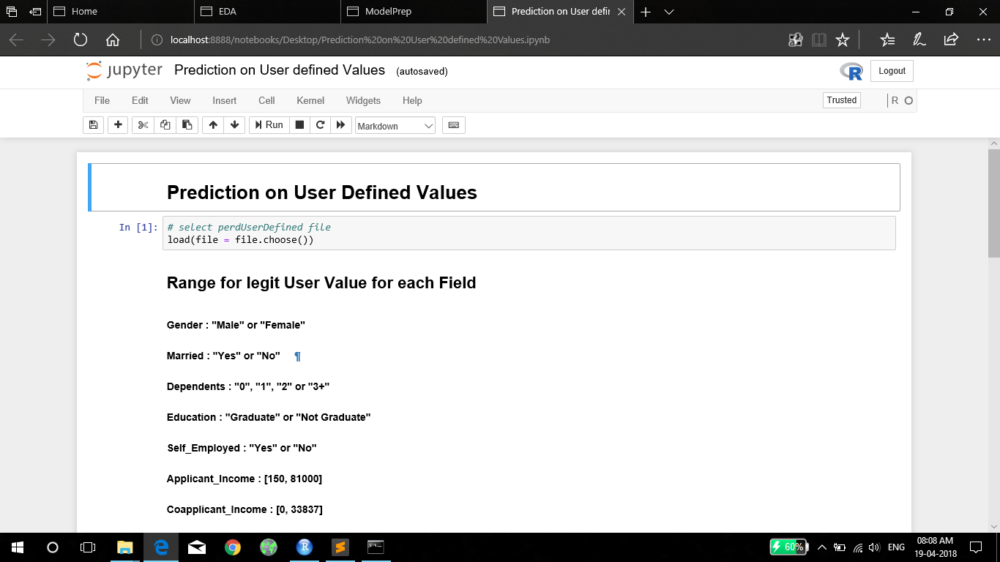 Home
EDA
ModelPrep
Prediction on User defir
localhost:8888/notebooks/Desktop/Prediction%20on%20User%20defined%20Values.ipynb
jupyter Prediction on User defined Values (autosaved)
R
Logout
File Edit View Insert Cell Kernel Widgets Help
Trusted
R
Run
Markdown
Prediction on User Defined Values
In [1]: # select perdUserDefined file
load(file = file.choose())
Range for legit User Value for each Field
Gender : "Male" or "Female"
Married : "Yes" or "No" ¶
Dependents : "0", "1", "2" or "3+"
Education : "Graduate" or "Not Graduate"
Self_Employed : "Yes" or "No"
Applicant_Income : [150, 81000]
Coapplicant_Income : [0, 33837]
R
60%
ENG
08:08 AM
19-04-2018